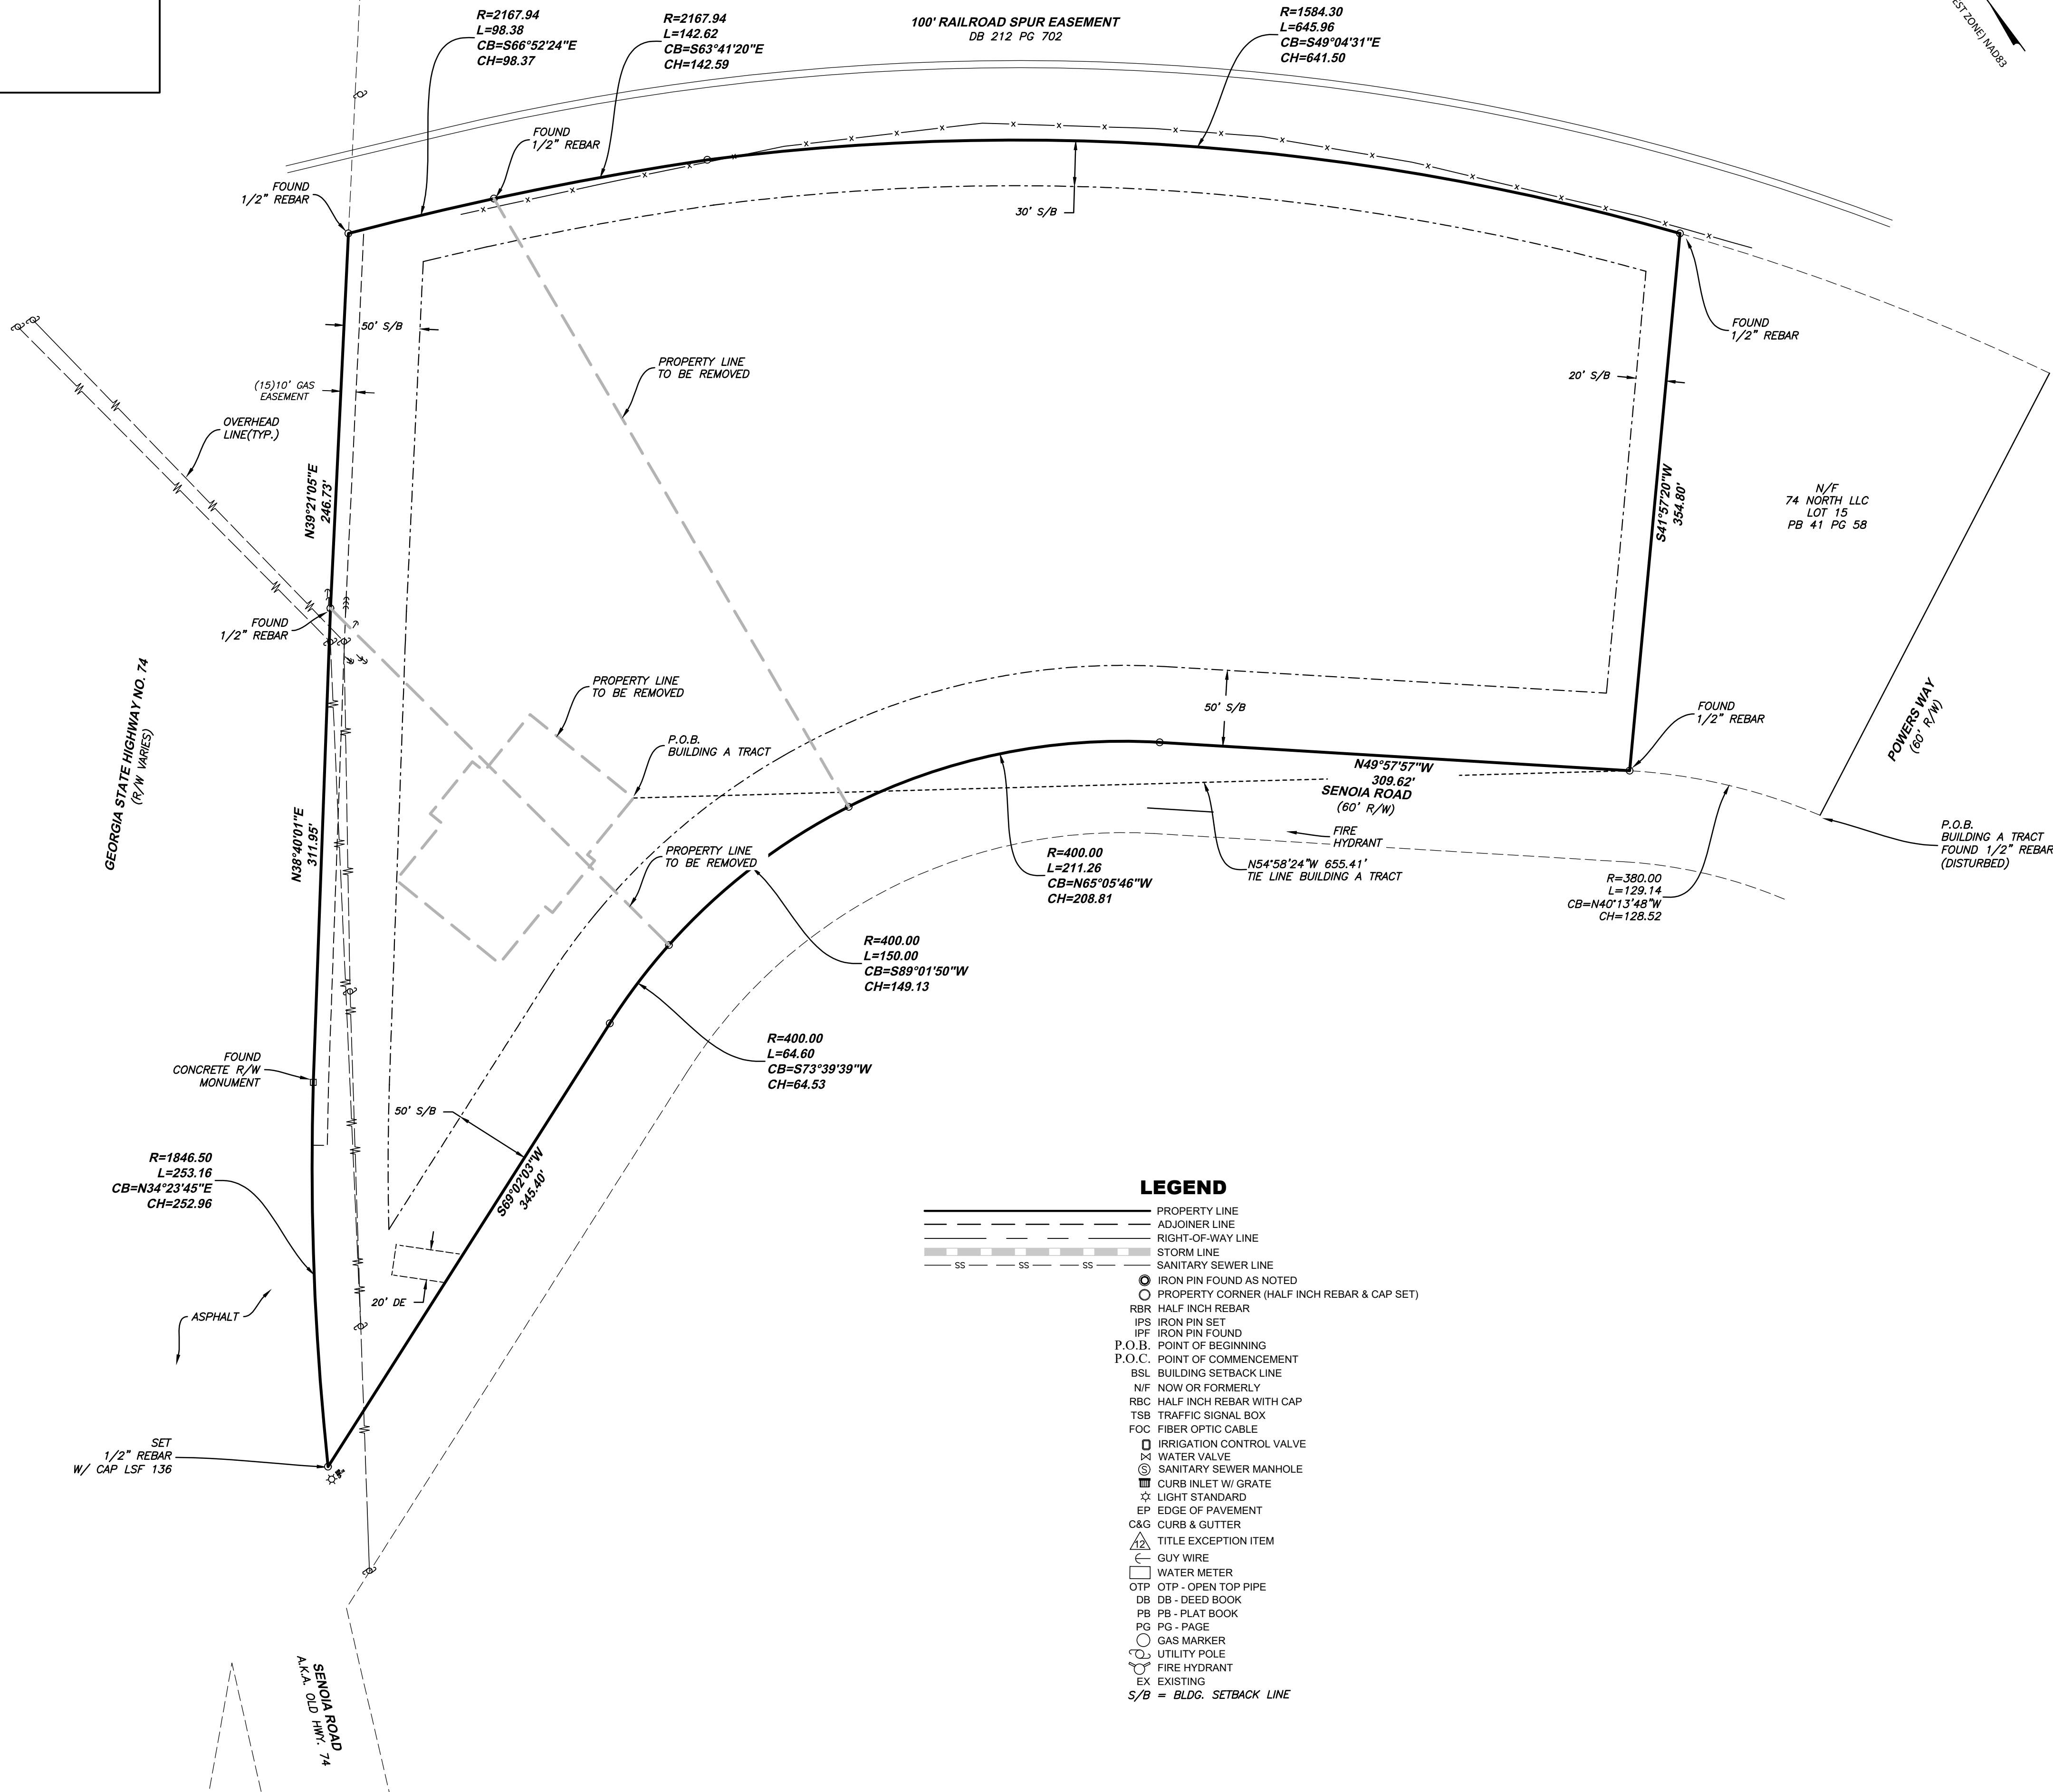 R=2167.94
L=98.38
CB=S66°52'24"E
CH=98.37
R=2167.94
L=142.62
CB=S63°41'20"E
CH=142.59
100' RAILROAD SPUR EASEMENT
DB 212 PG 702
R=1584.30
L=645.96
CB=S49°04'31"E
CH=641.50
EST ZONE) NAD83
FOUND
1/2" REBAR
FOUND
1/2" REBAR
30' S/B
50' S/B
PROPERTY LINE
TO BE REMOVED
FOUND
1/2" REBAR
20' S/B
(15)10' GAS
EASEMENT
OVERHEAD
LINE(TYP.)
N39°21'05"E
246.73'
S41°57'20"W
354.80'
N/F
74 NORTH LLC
LOT 15
PB 41 PG 58
FOUND
1/2" REBAR
GEORGIA STATE HIGHWAY NO. 74
(R/W VARIES)
PROPERTY LINE
TO BE REMOVED
P.O.B.
BUILDING A TRACT
50' S/B
FOUND
1/2" REBAR
POWERS WAY
(60' R/W)
N49°57'57"W
309.62'
SENOIA ROAD
(60' R/W)
N38°40'01"E
311.95'
PROPERTY LINE
TO BE REMOVED
FIRE
HYDRANT
P.O.B.
BUILDING A TRACT
FOUND 1/2" REBAR
(DISTURBED)
R=400.00
L=211.26
CB=N65°05'46"W
CH=208.81
N54°58'24"W 655.41'
TIE LINE BUILDING A TRACT
R=380.00
L=129.14
CB=N40°13'48"W
CH=128.52
R=400.00
L=150.00
CB=S89°01'50"W
CH=149.13
R=400.00
L=64.60
CB=S73°39'39"W
CH=64.53
FOUND
CONCRETE R/W
MONUMENT
50' S/B
R=1846.50
L=253.16
CB=N34°23'45"E
CH=252.96
S69°02'03"W
345.40'
20' DE
ASPHALT
SET
1/2" REBAR
W/ CAP LSF 136
SENOIA ROAD
A.K.A. OLD HWY. 74
LEGEND
PROPERTY LINE
ADJOINER LINE
RIGHT-OF-WAY LINE
STORM LINE
SS SS SS SANITARY SEWER LINE
IRON PIN FOUND AS NOTED
PROPERTY CORNER (HALF INCH REBAR & CAP SET)
RBR HALF INCH REBAR
IPS IRON PIN SET
IPF IRON PIN FOUND
P.O.B. POINT OF BEGINNING
P.O.C. POINT OF COMMENCEMENT
BSL BUILDING SETBACK LINE
N/F NOW OR FORMERLY
RBC HALF INCH REBAR WITH CAP
TSB TRAFFIC SIGNAL BOX
FOC FIBER OPTIC CABLE
IRRIGATION CONTROL VALVE
WATER VALVE
S SANITARY SEWER MANHOLE
CURB INLET W/ GRATE
LIGHT STANDARD
EP EDGE OF PAVEMENT
C&G CURB & GUTTER
12 TITLE EXCEPTION ITEM
GUY WIRE
WATER METER
OTP OTP - OPEN TOP PIPE
DB DB - DEED BOOK
PB PB - PLAT BOOK
PG PG - PAGE
GAS MARKER
UTILITY POLE
FIRE HYDRANT
EX EXISTING
S/B = BLDG. SETBACK LINE